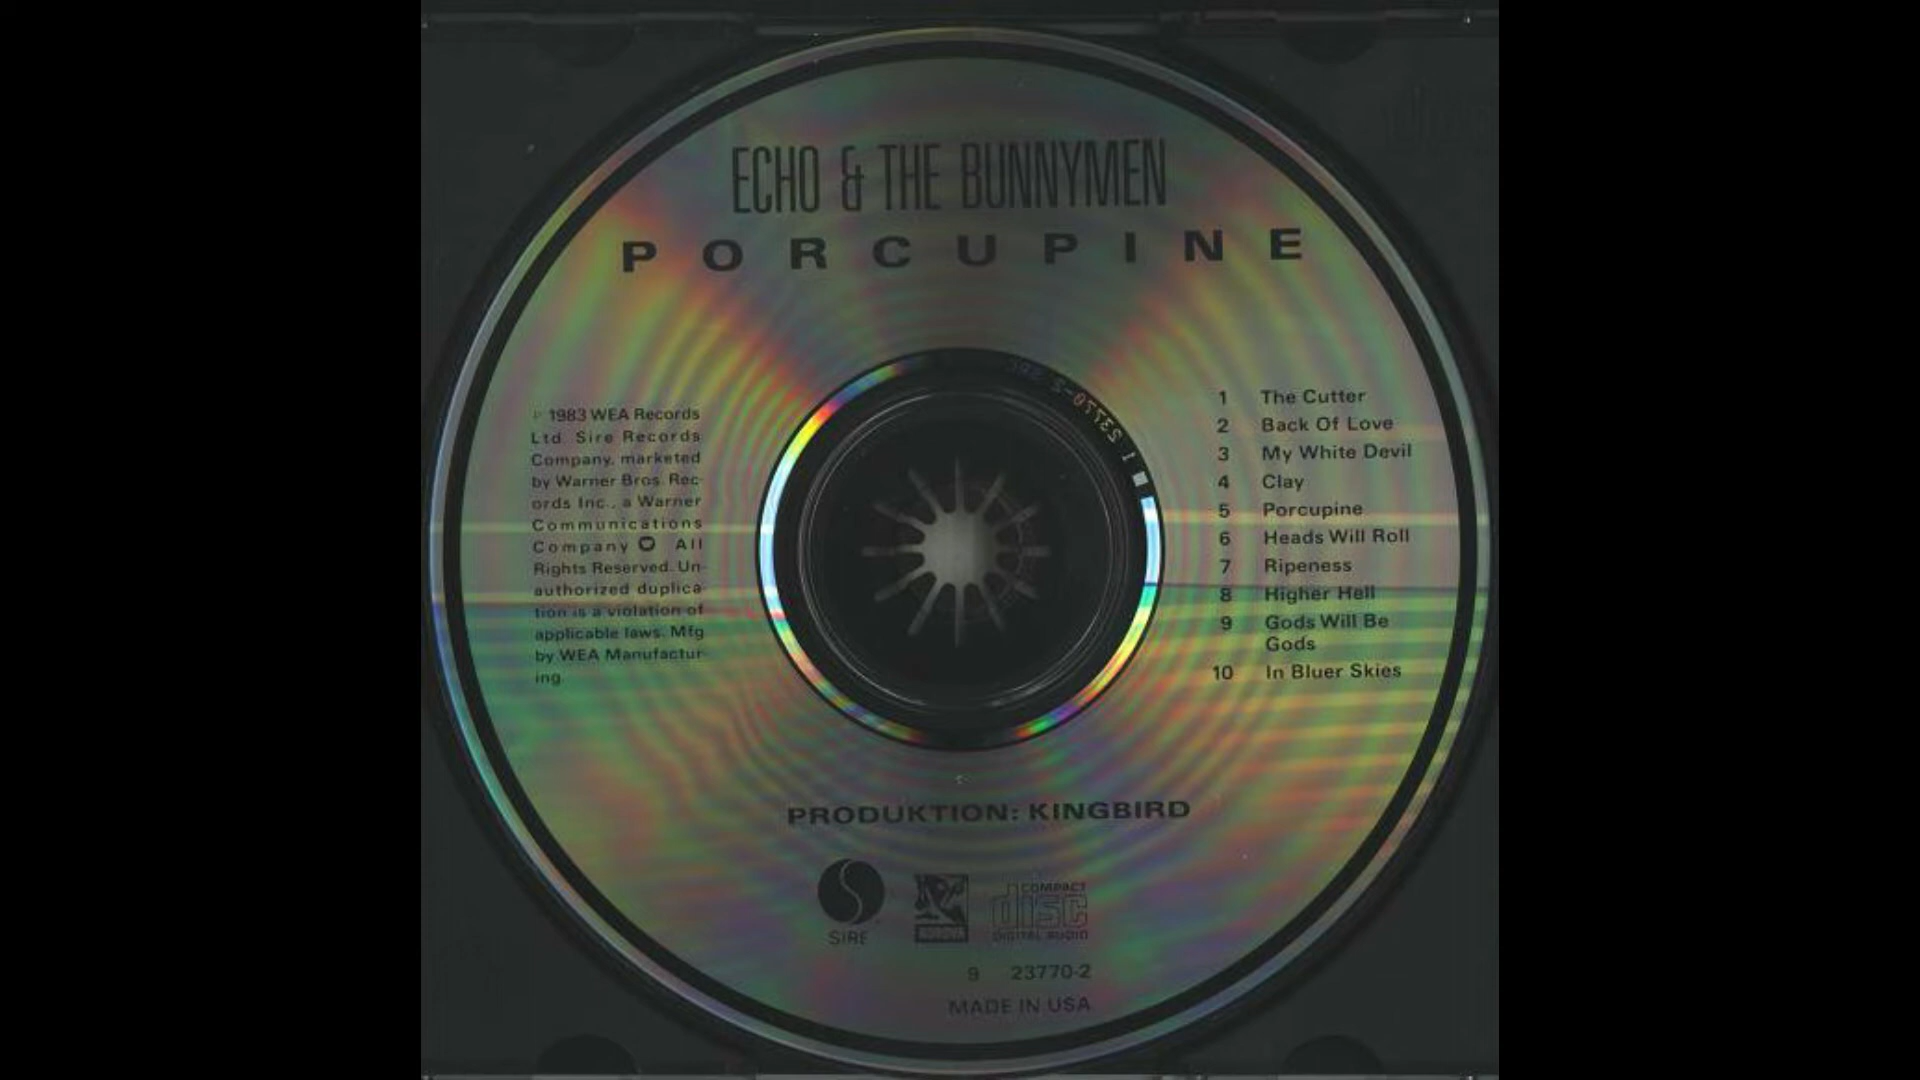 ECHO & THE BUNNYMEN
PORCUPINE
℗ 1983 WEA Records
Ltd. Sire Records
Company, marketed
by Warner Bros. Rec-
ords Inc., a Warner
Communications
Company All
Rights Reserved. Un-
authorized duplica-
tion is a violation of
applicable laws. Mfg
by WEA Manufactur-
ing.
1 The Cutter
2 Back Of Love
3 My White Devil
4 Clay
5 Porcupine
6 Heads Will Roll
7 Ripeness
8 Higher Hell
9 Gods Will Be
Gods
10 In Bluer Skies
1 23770-2
PRODUKTION: KINGBIRD
SIRE
KOROVA
COMPACT
disc
DIGITAL AUDIO
9 23770-2
MADE IN USA